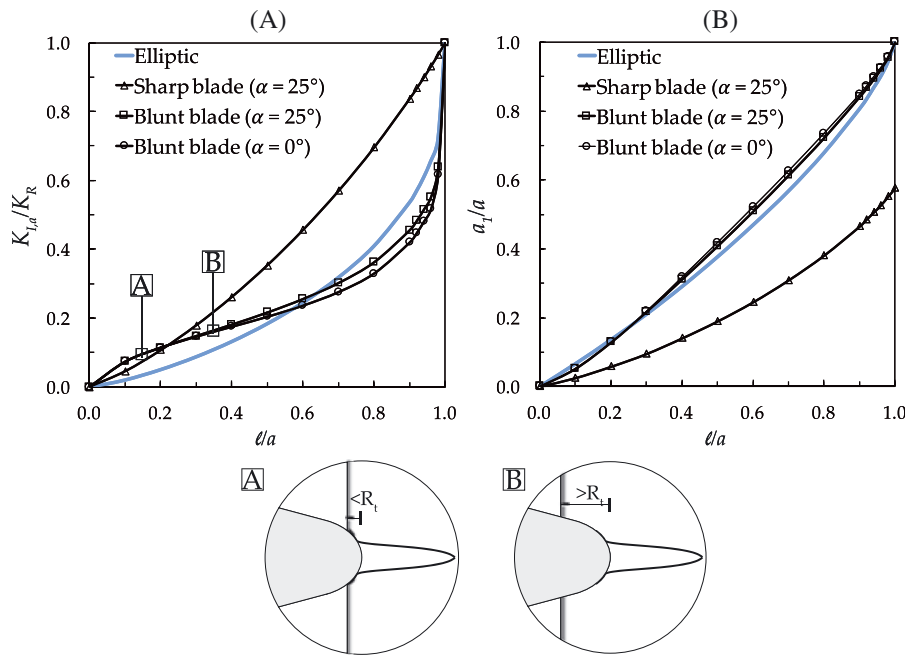 (A)
1.0
0.8
0.6
0.4
0.2
0.0
K_{I,a}/K_R
Elliptic
Sharp blade (α = 25°)
Blunt blade (α = 25°)
Blunt blade (α = 0°)
A
B
0.0 0.2 0.4 0.6 0.8 1.0
ℓ/a
(B)
1.0
0.8
0.6
0.4
0.2
0.0
a_1/a
Elliptic
Sharp blade (α = 25°)
Blunt blade (α = 25°)
Blunt blade (α = 0°)
0.0 0.2 0.4 0.6 0.8 1.0
ℓ/a
A
<R_t
B
>R_t